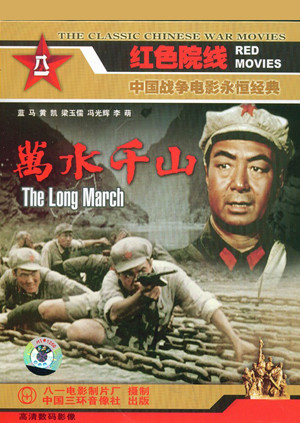 THE CLASSIC CHINESE WAR MOVIES
八一
红色院线
RED MOVIES
中国战争电影永恒经典
蓝马 黄凯 梁玉儒 冯光辉 李萌
萬水千山
The Long March
八一电影制片厂 摄制
中国三环音像社 出版
高清数码影像